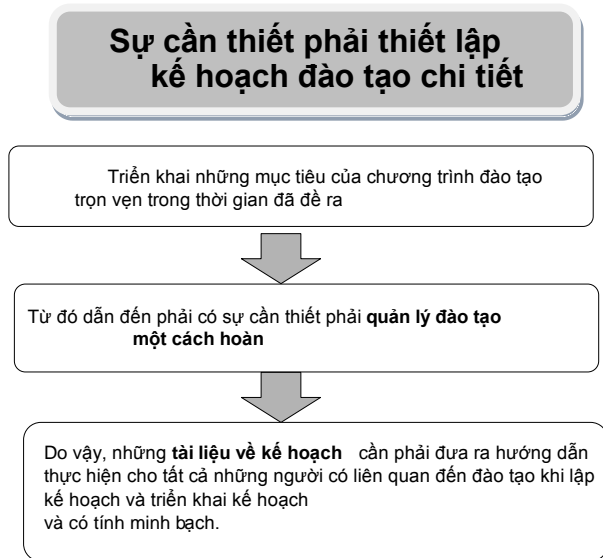 Sự cần thiết phải thiết lập
kế hoạch đào tạo chi tiết
Triển khai những mục tiêu của chương trình đào tạo
trọn vẹn trong thời gian đã đề ra
Từ đó dẫn đến phải có sự cần thiết phải quản lý đào tạo
một cách hoàn
Do vậy, những tài liệu về kế hoạch cần phải đưa ra hướng dẫn
thực hiện cho tất cả những người có liên quan đến đào tạo khi lập
kế hoạch và triển khai kế hoạch
và có tính minh bạch.